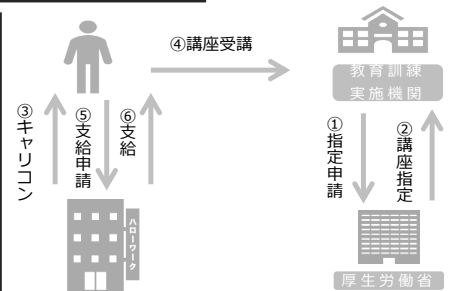 ④講座受講
教育訓練
実施機関
③キャリコン
⑤支給申請
⑥支給
①指定申請
②講座指定
ハローワーク
厚生労働省